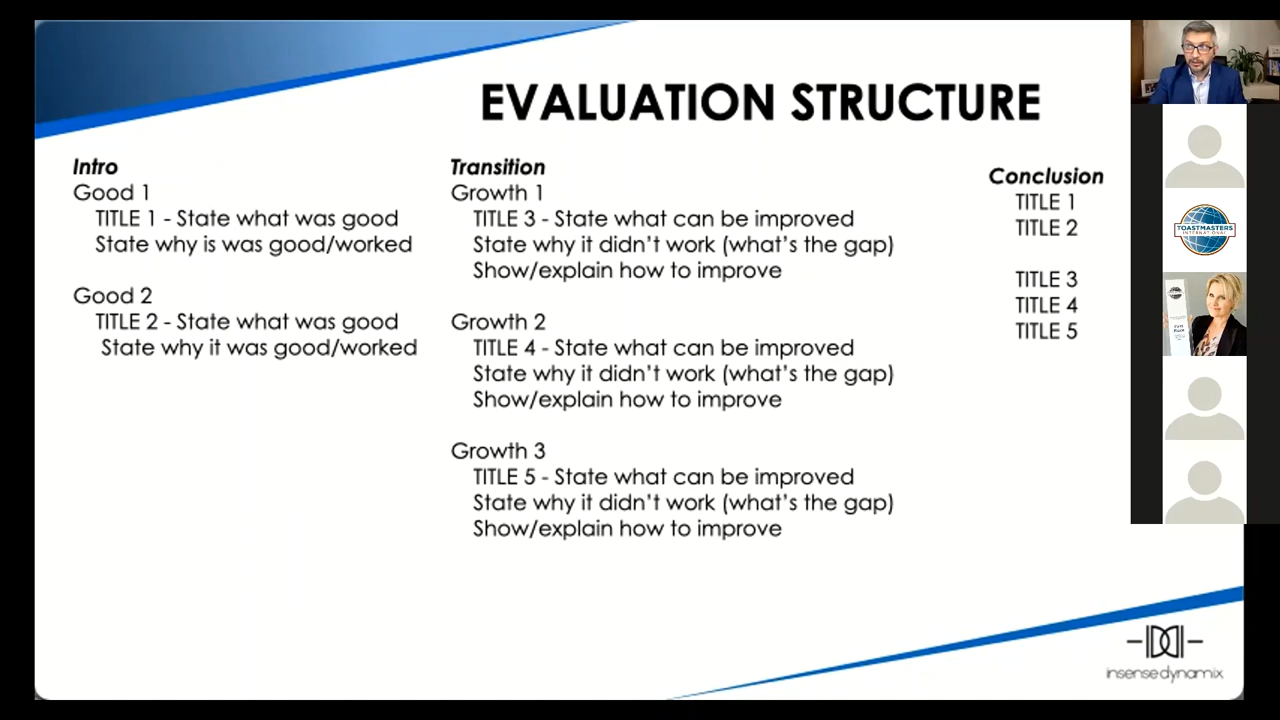 EVALUATION STRUCTURE
Intro
Good 1
TITLE 1 - State what was good
State why is was good/worked
Good 2
TITLE 2 - State what was good
State why it was good/worked
Transition
Growth 1
TITLE 3 - State what can be improved
State why it didn't work (what's the gap)
Show/explain how to improve
Growth 2
TITLE 4 - State what can be improved
State why it didn't work (what's the gap)
Show/explain how to improve
Growth 3
TITLE 5 - State what can be improved
State why it didn't work (what's the gap)
Show/explain how to improve
Conclusion
TITLE 1
TITLE 2
TITLE 3
TITLE 4
TITLE 5
TOASTMASTERS
INTERNATIONAL
insense dynamix